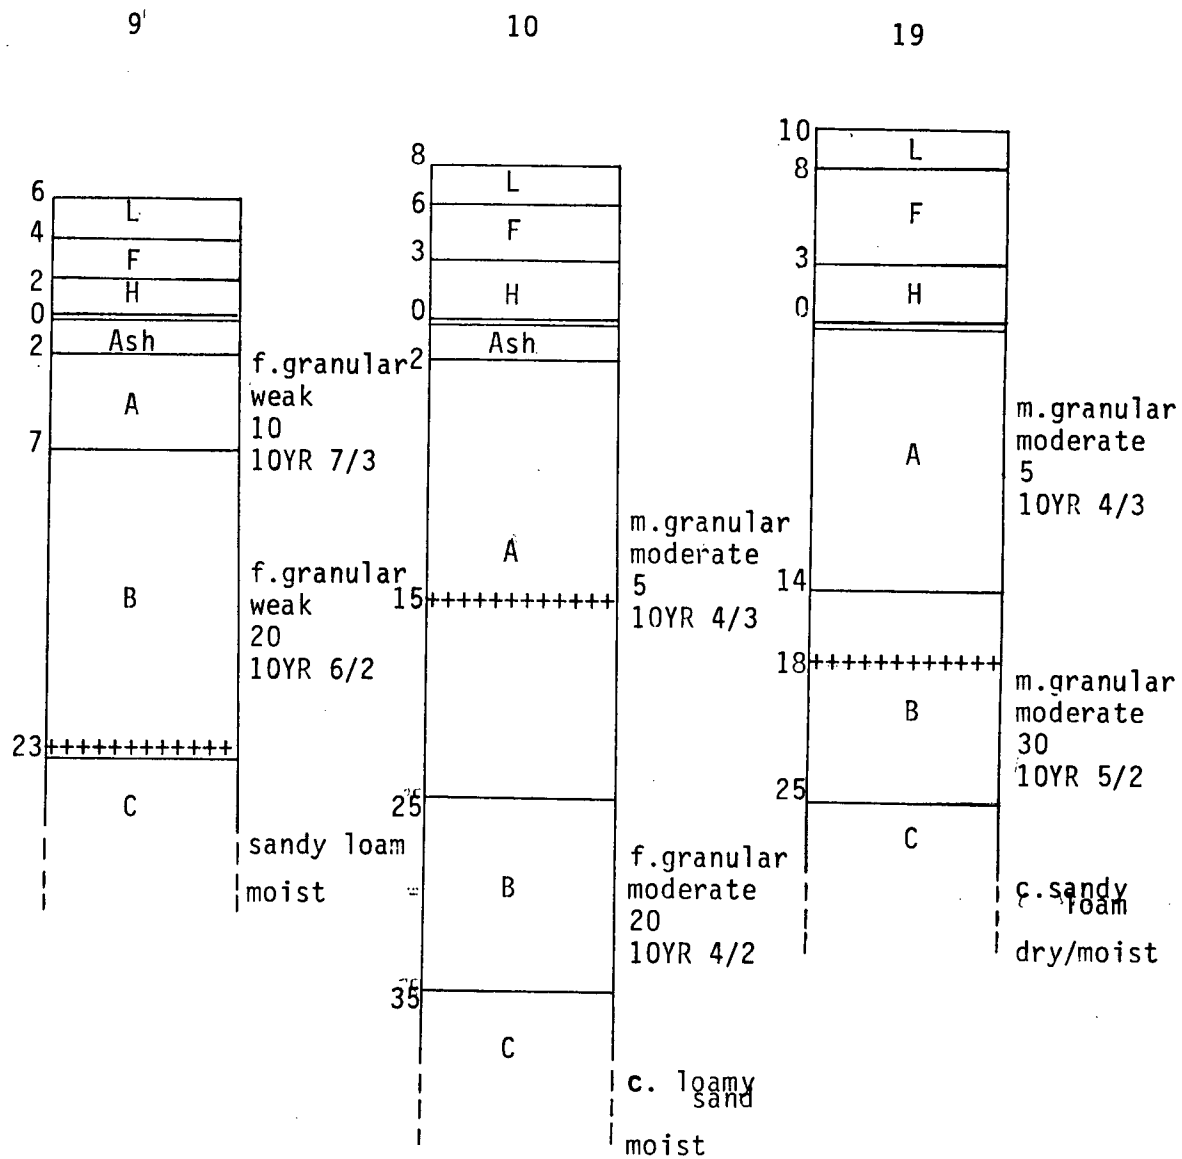 9'
10
19
6
L
4
F
2
H
0
Ash
2
f.granular
weak
10
10YR 7/3
A
7
f.granular
weak
20
10YR 6/2
B
23 +++++++++++
C
sandy loam
moist
8
L
6
F
3
H
0
Ash
2
A
m.granular
moderate
5
10YR 4/3
15 ++++++++++++
25
B
f.granular
moderate
20
10YR 4/2
35
C
c. loamy
sand
moist
10
L
8
F
3
H
0
A
m.granular
moderate
5
10YR 4/3
14
18 ++++++++++++
B
m.granular
moderate
30
10YR 5/2
25
C
c.sandy
loam
dry/moist